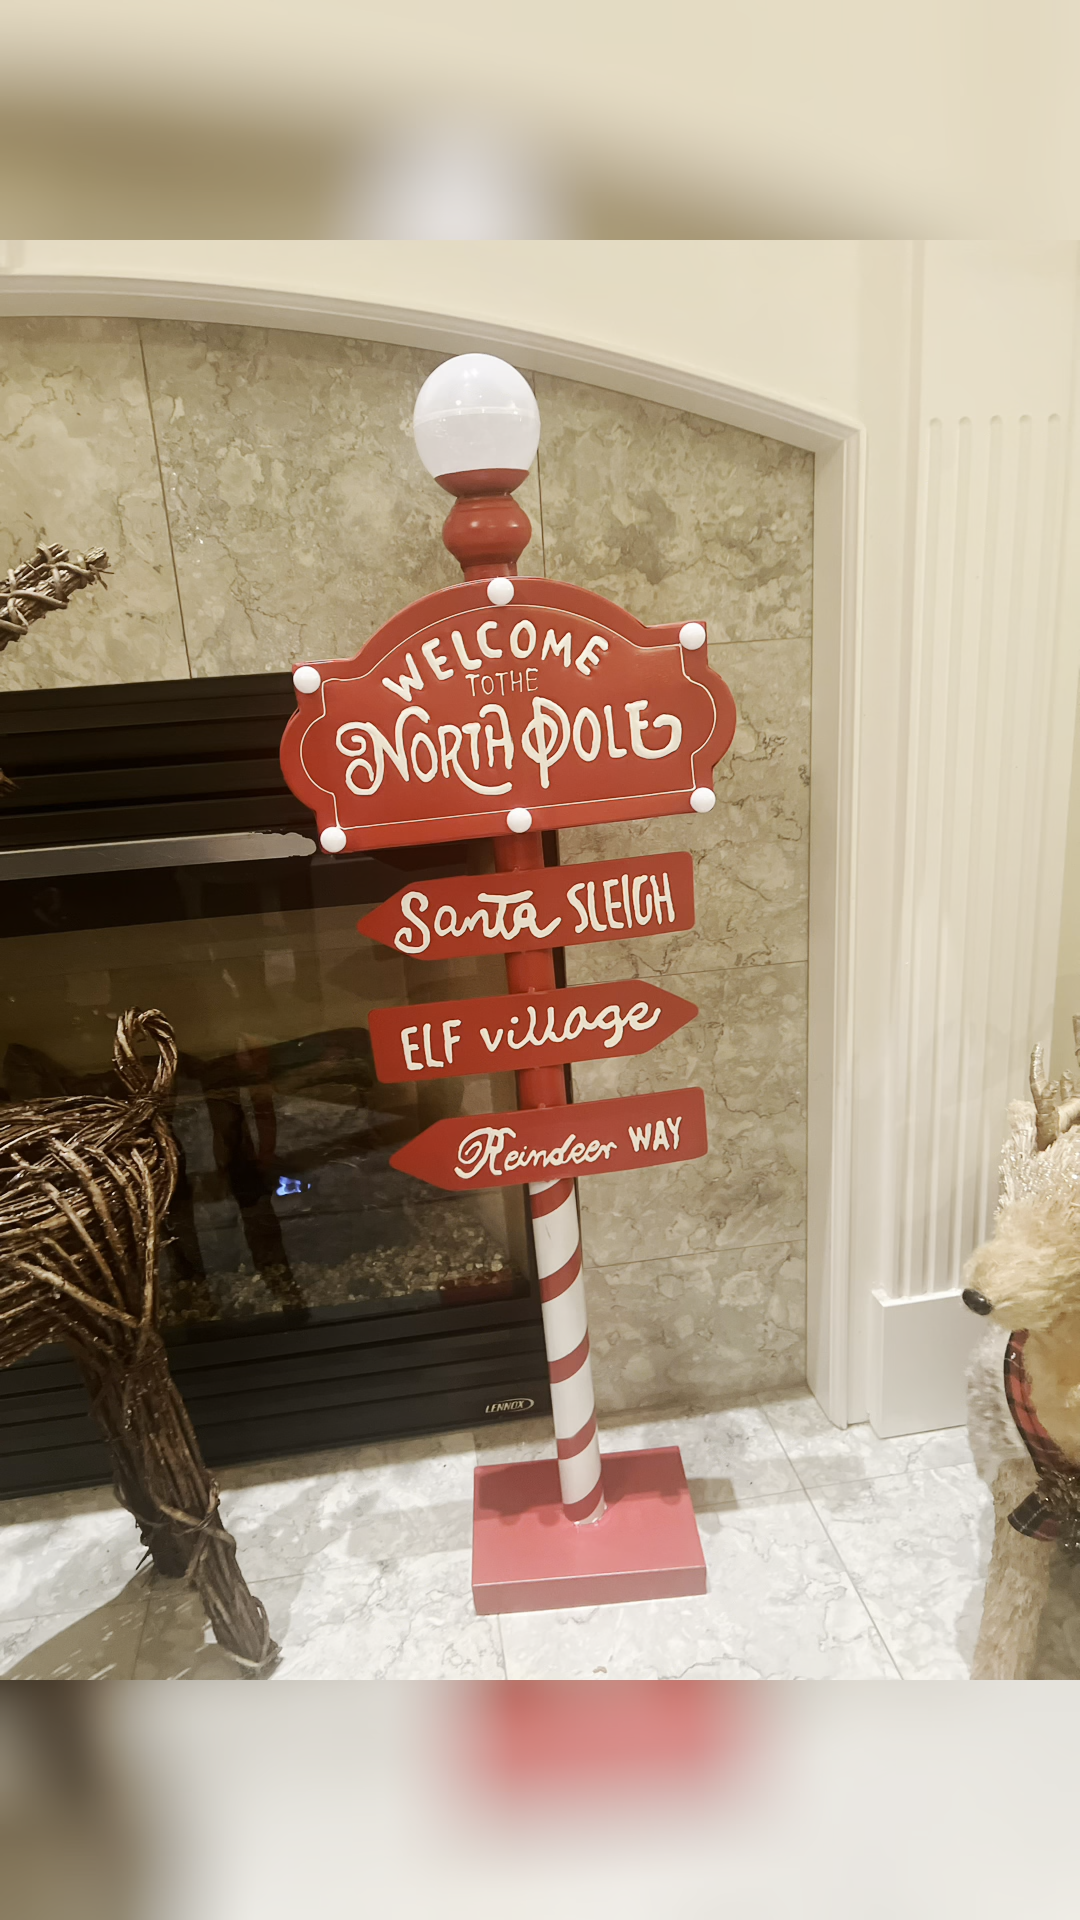 WELCOME
TO THE
NORTH POLE
Santa SLEIGH
ELF village
Reindeer WAY
LENNOX